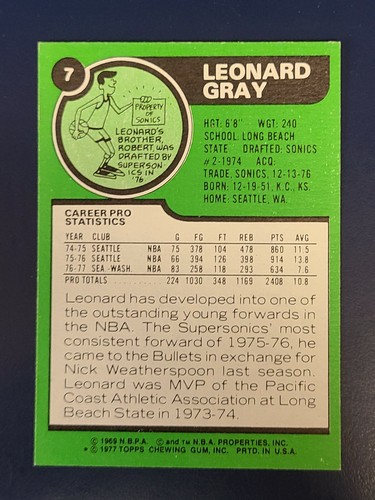 7
LEONARD
GRAY
PROPERTY
OF
SONICS
LEONARD'S
BROTHER,
ROBERT, WAS
DRAFTED BY
SUPERSON-
ICS IN
'76
HGT: 6'8" WGT: 240
SCHOOL: LONG BEACH
STATE DRAFTED: SONICS
#2-1974 ACQ:
TRADE, SONICS, 12-13-76
BORN: 12-19-51, K.C., KS.
HOME: SEATTLE, WA.
CAREER PRO
STATISTICS
YEAR CLUB G FG FT REB PTS AVG
74-75 SEATTLE NBA 75 378 104 478 860 11.5
75-76 SEATTLE NBA 66 394 126 398 914 13.8
76-77 SEA.-WASH. NBA 83 258 118 293 634 7.6
PRO TOTALS 224 1030 348 1169 2408 10.8
Leonard has developed into one of
the outstanding young forwards in
the NBA. The Supersonics' most
consistent forward of 1975-76, he
came to the Bullets in exchange for
Nick Weatherspoon last season.
Leonard was MVP of the Pacific
Coast Athletic Association at Long
Beach State in 1973-74.
© 1969 N.B.P.A. © and TM N.B.A. PROPERTIES, INC.
* © 1977 TOPPS CHEWING GUM, INC. PRTD. IN U.S.A.